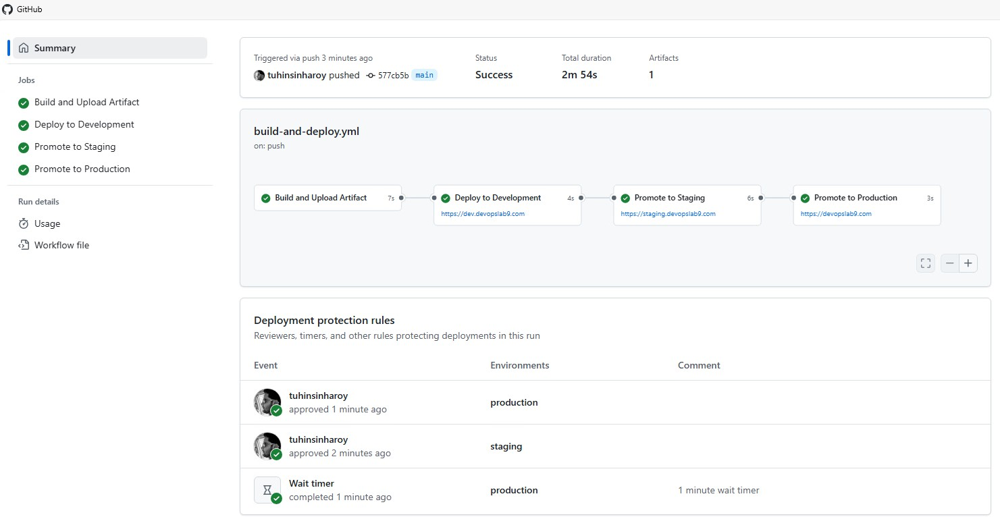 GitHub
Summary
Jobs
Build and Upload Artifact
Deploy to Development
Promote to Staging
Promote to Production
Run details
Usage
Workflow file
Triggered via push 3 minutes ago
tuhinsinharoy pushed 577cb5b main
Status
Success
Total duration
2m 54s
Artifacts
1
build-and-deploy.yml
on: push
Build and Upload Artifact 7s
Deploy to Development 4s
https://dev.devopslab9.com
Promote to Staging 6s
https://staging.devopslab9.com
Promote to Production 3s
https://devopslab9.com
Deployment protection rules
Reviewers, timers, and other rules protecting deployments in this run
Event Environments Comment
tuhinsinharoy
approved 1 minute ago
production
tuhinsinharoy
approved 2 minutes ago
staging
Wait timer
completed 1 minute ago
production
1 minute wait timer